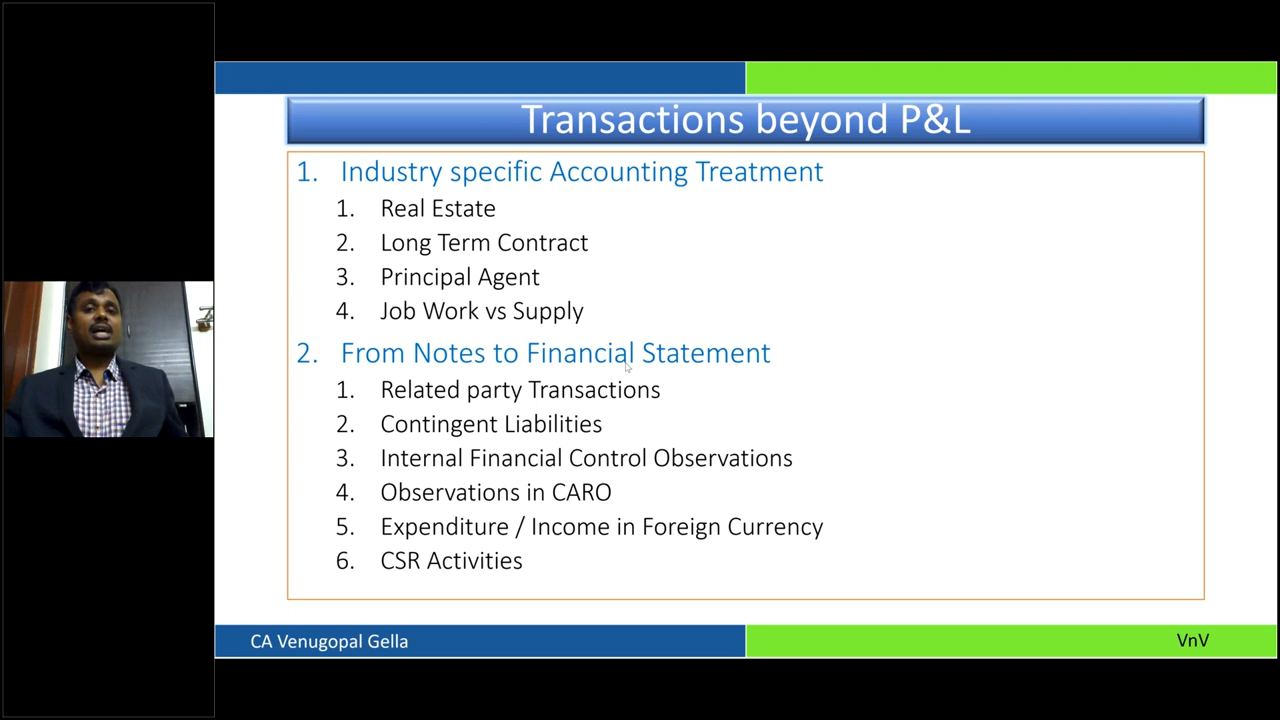 Transactions beyond P&L
1. Industry specific Accounting Treatment
1. Real Estate
2. Long Term Contract
3. Principal Agent
4. Job Work vs Supply
2. From Notes to Financial Statement
1. Related party Transactions
2. Contingent Liabilities
3. Internal Financial Control Observations
4. Observations in CARO
5. Expenditure / Income in Foreign Currency
6. CSR Activities
CA Venugopal Gella
VnV